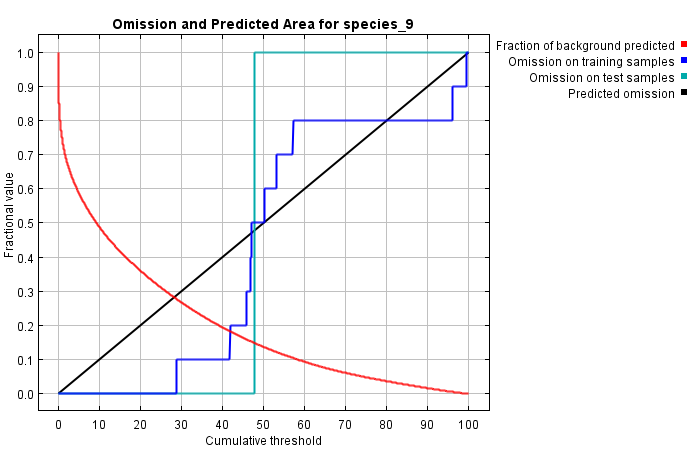 Omission and Predicted Area for species_9
Fraction of background predicted
Omission on training samples
Omission on test samples
Predicted omission
Fractional value
1.0
0.9
0.8
0.7
0.6
0.5
0.4
0.3
0.2
0.1
0.0
0 10 20 30 40 50 60 70 80 90 100
Cumulative threshold